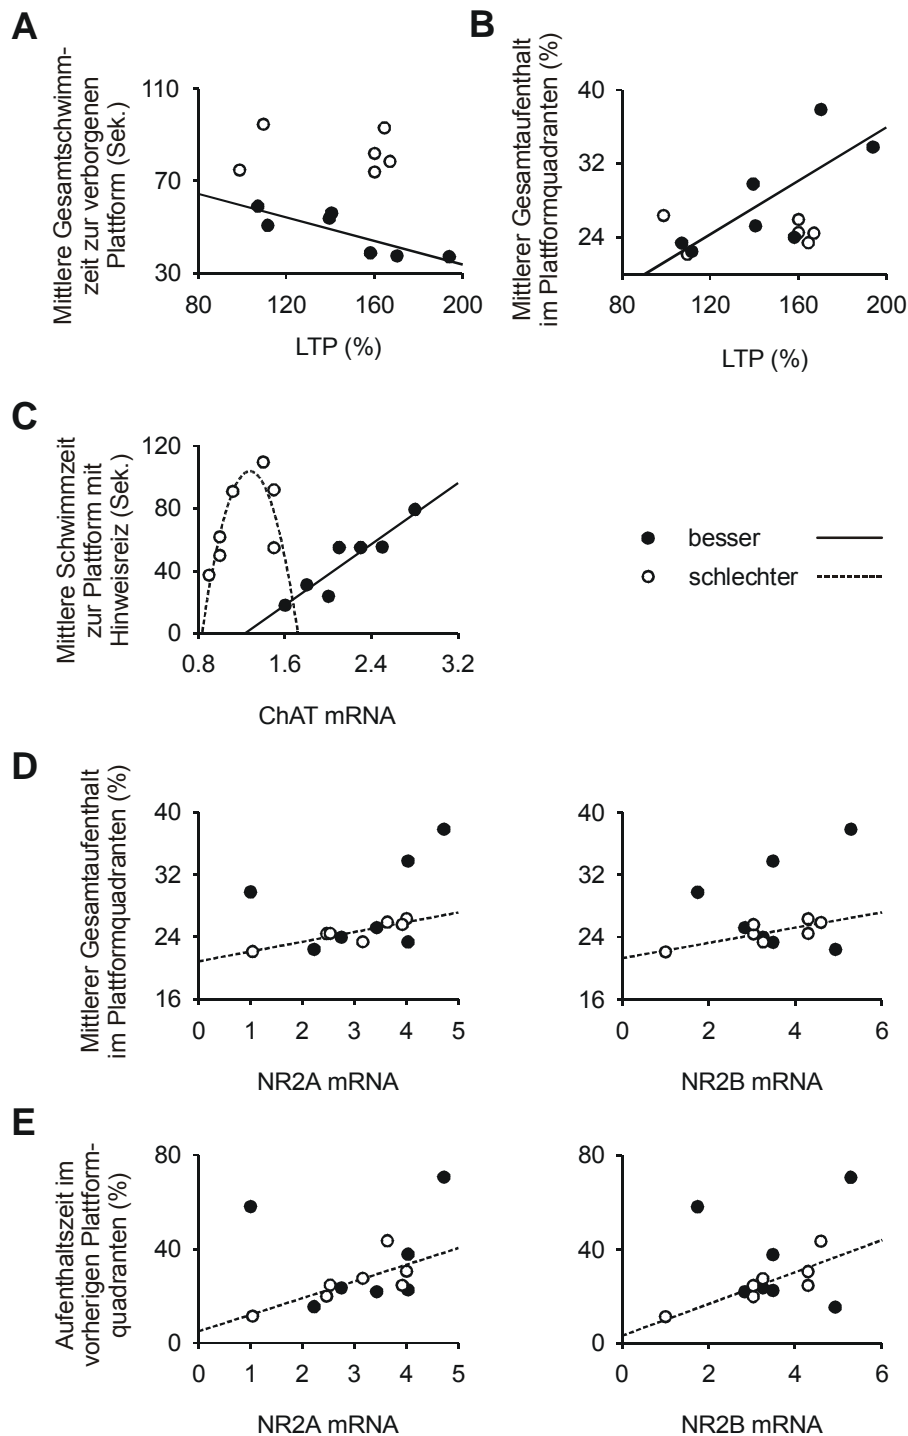 A
Mittlere Gesamtschwimm-
zeit zur verborgenen
Plattform (Sek.)
110
70
30
80 120 160 200
LTP (%)
B
Mittlerer Gesamtaufenthalt
im Plattformquadranten (%)
40
32
24
80 120 160 200
LTP (%)
C
Mittlere Schwimmzeit
zur Plattform mit
Hinweisreiz (Sek.)
120
80
40
0
0.8 1.6 2.4 3.2
ChAT mRNA
besser
schlechter
D
Mittlerer Gesamtaufenthalt
im Plattformquadranten (%)
40
32
24
16
0 1 2 3 4 5
NR2A mRNA
40
32
24
16
0 2 4 6
NR2B mRNA
E
Aufenthaltszeit im
vorherigen Plattform-
quadranten (%)
80
40
0
0 1 2 3 4 5
NR2A mRNA
80
40
0
0 2 4 6
NR2B mRNA